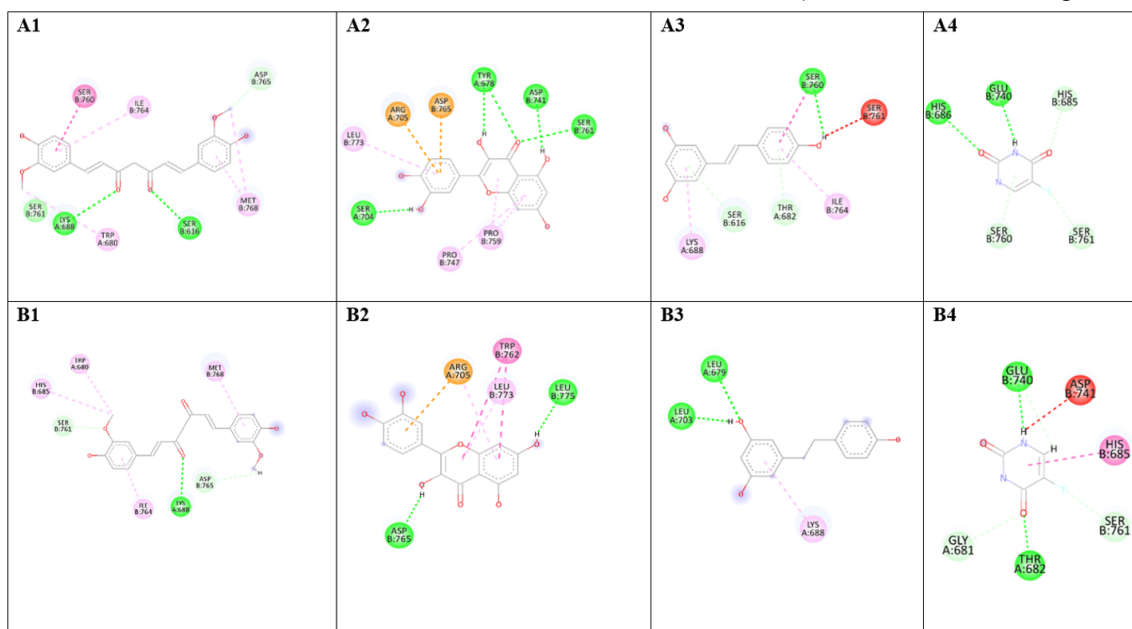 A1
SER
B:760
ILE
B:764
ASP
B:765
SER
B:761
LYS
A:688
TRP
A:680
SER
B:616
MET
B:768
A2
LEU
B:773
ARG
A:705
ASP
B:765
TYR
A:678
ASP
B:741
SER
B:761
SER
A:704
H
H
H
PRO
B:747
PRO
B:759
A3
SER
B:760
SER
B:761
H
LYS
A:688
SER
B:616
THR
A:682
ILE
B:764
A4
HIS
B:686
GLU
B:740
HIS
B:685
H
N
N
SER
B:760
SER
B:761
B1
TRP
A:680
HIS
B:685
MET
B:768
SER
B:761
ASP
B:765
H
ILE
B:764
LYS
A:688
B2
ARG
A:705
TRP
B:762
LEU
B:773
LEU
B:775
H
H
ASP
B:765
B3
LEU
A:679
LEU
A:703
H
LYS
A:688
B4
GLU
B:740
ASP
B:741
H
N
H
HIS
B:685
N
GLY
A:681
THR
A:682
SER
B:761